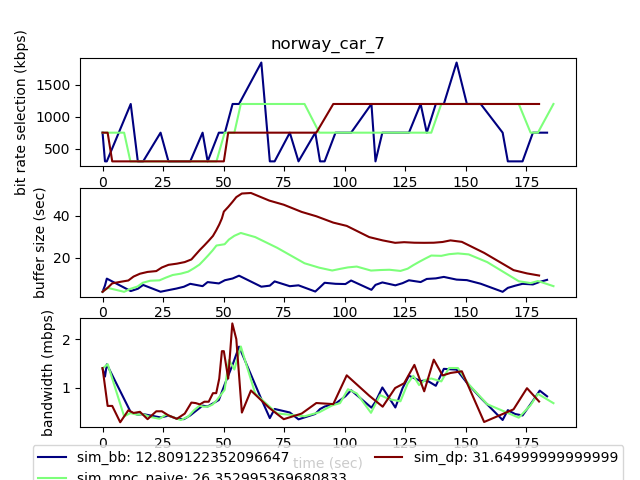 norway_car_7
bit rate selection (kbps)
1500
1000
500
0 25 50 75 100 125 150 175
buffer size (sec)
40
20
0 25 50 75 100 125 150 175
bandwidth (mbps)
2
1
0 25 50 75 100 125 150 175
time (sec)
sim_bb: 12.809122352096647
sim_dp: 31.64999999999999
sim_mpc_naive: 26.352995369680833